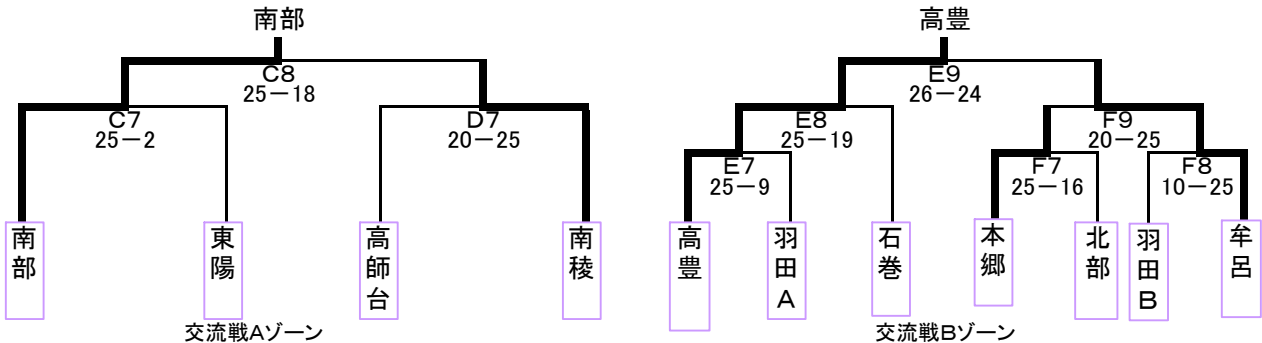 南部
C8
25－18
C7
25－2
D7
20－25
南部
東陽
高師台
南稜
交流戦Aゾーン
高豊
E9
26－24
E8
25－19
F9
20－25
E7
25－9
F7
25－16
F8
10－25
高豊
羽田A
石巻
本郷
北部
羽田B
牟呂
交流戦Bゾーン